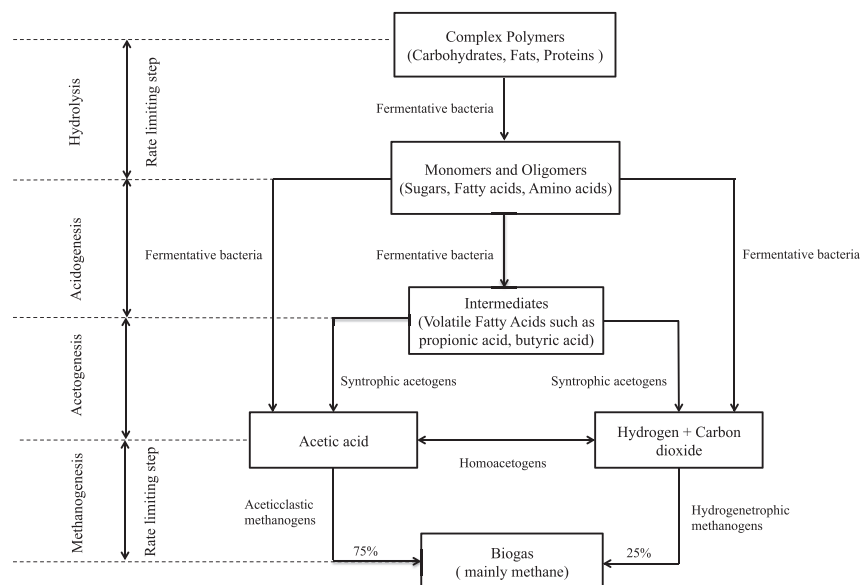 Complex Polymers
(Carbohydrates, Fats, Proteins )
Hydrolysis
Rate limiting step
Fermentative bacteria
Monomers and Oligomers
(Sugars, Fatty acids, Amino acids)
Acidogenesis
Fermentative bacteria
Fermentative bacteria
Fermentative bacteria
Intermediates
(Volatile Fatty Acids such as
propionic acid, butyric acid)
Acetogenesis
Syntrophic acetogens
Syntrophic acetogens
Acetic acid
Hydrogen + Carbon
dioxide
Homoacetogens
Methanogenesis
Rate limiting step
Aceticclastic
methanogens
Hydrogenetrophic
methanogens
75%
25%
Biogas
( mainly methane)